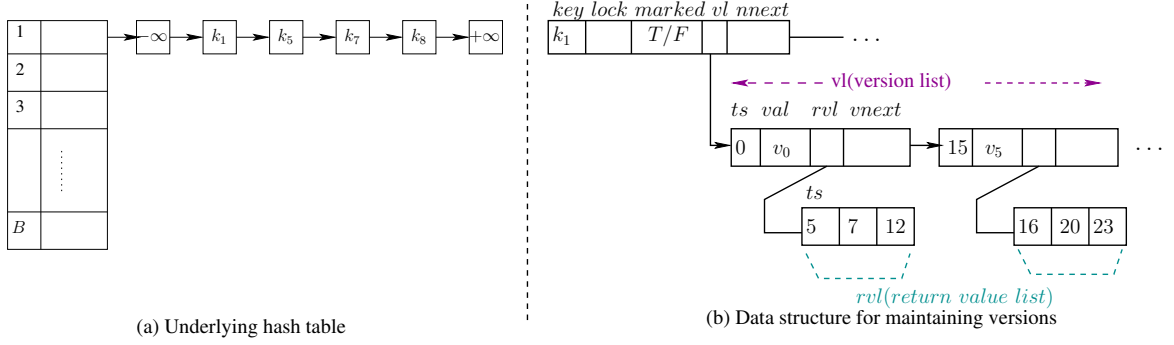 1
−∞ k₁ k₅ k₇ k₈ +∞
2
3
B
(a) Underlying hash table
key lock marked vl nnext
k₁ T/F ...
vl(version list)
ts val rvl vnext
0 v₀ 15 v₅ ...
ts
5 7 12 16 20 23
rvl(return value list)
(b) Data structure for maintaining versions